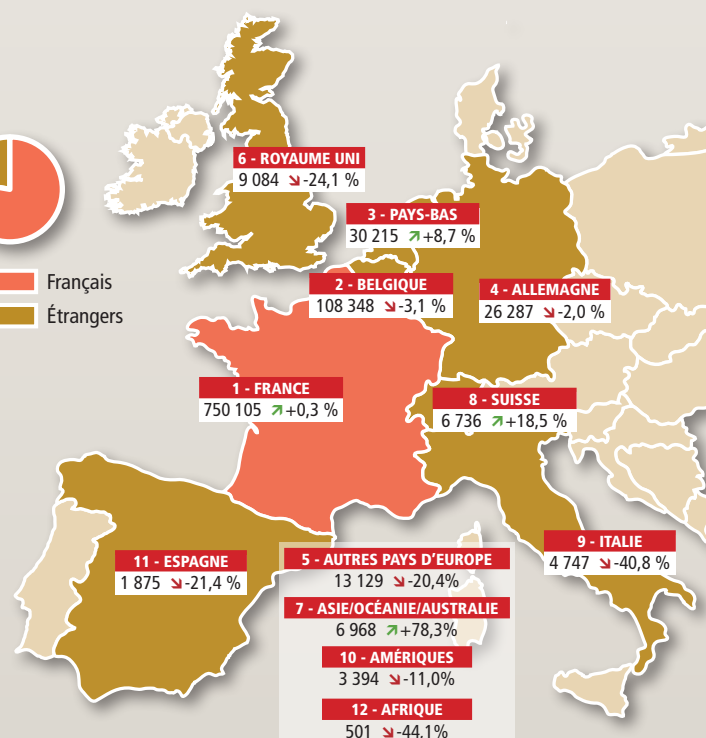 6 - ROYAUME UNI
9 084 ↘-24,1 %
3 - PAYS-BAS
30 215 ↗+8,7 %
Français
Étrangers
2 - BELGIQUE
108 348 ↘-3,1 %
4 - ALLEMAGNE
26 287 ↘-2,0 %
1 - FRANCE
750 105 ↗+0,3 %
8 - SUISSE
6 736 ↗+18,5 %
9 - ITALIE
4 747 ↘-40,8 %
11 - ESPAGNE
1 875 ↘-21,4 %
5 - AUTRES PAYS D’EUROPE
13 129 ↘-20,4%
7 - ASIE/OCÉANIE/AUSTRALIE
6 968 ↗+78,3%
10 - AMÉRIQUES
3 394 ↘-11,0%
12 - AFRIQUE
501 ↘-44,1%